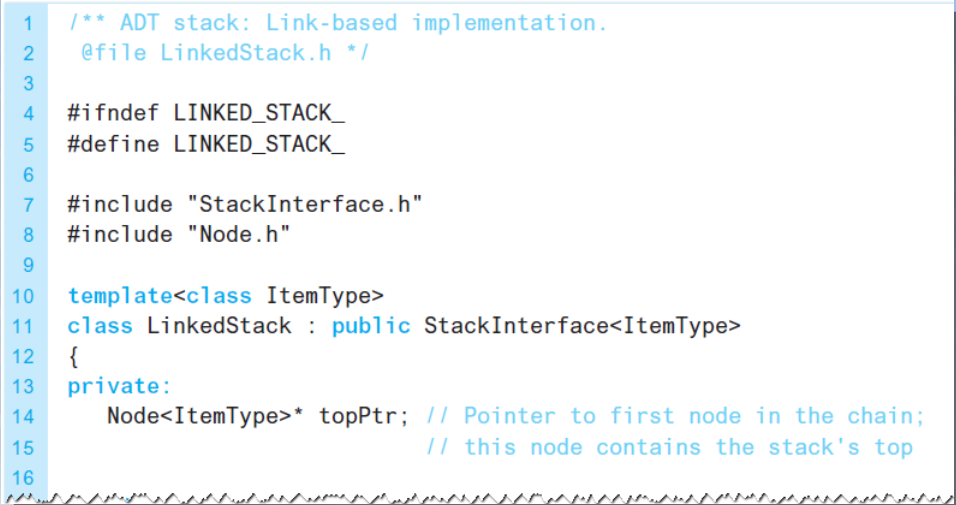 1 /** ADT stack: Link-based implementation.
2 @file LinkedStack.h */
3
4 #ifndef LINKED_STACK_
5 #define LINKED_STACK_
6
7 #include "StackInterface.h"
8 #include "Node.h"
9
10 template<class ItemType>
11 class LinkedStack : public StackInterface<ItemType>
12 {
13 private:
14 Node<ItemType>* topPtr; // Pointer to first node in the chain;
15 // this node contains the stack's top
16